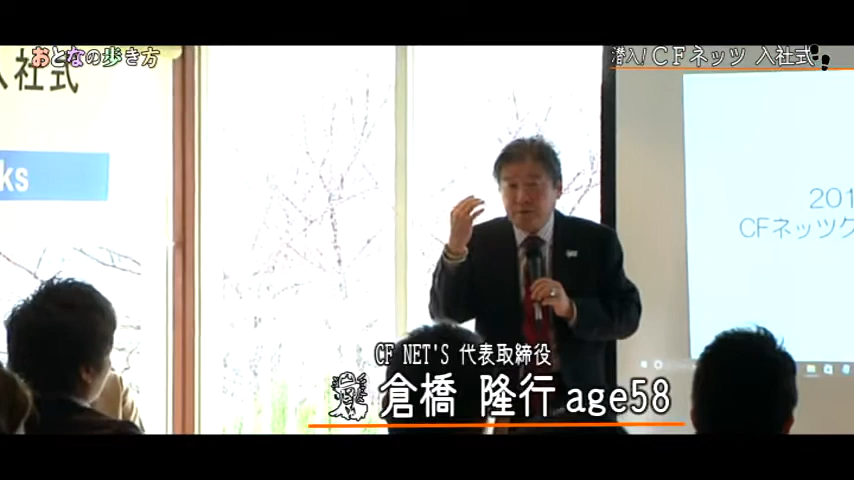 おとなの歩き方
潜入!CFネッツ 入社式
入社式
ks
201
CFネッツグ
CF NET'S 代表取締役
倉橋 隆行 age58